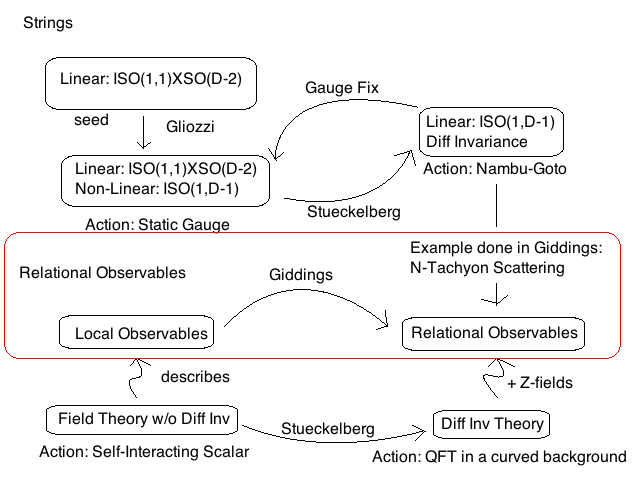 Strings
Linear: ISO(1,1)XSO(D-2)
Gauge Fix
seed
Gliozzi
Linear: ISO(1,D-1)
Diff Invariance
Linear: ISO(1,1)XSO(D-2)
Non-Linear: ISO(1,D-1)
Action: Nambu-Goto
Stueckelberg
Action: Static Gauge
Example done in Giddings:
N-Tachyon Scattering
Relational Observables
Giddings
Local Observables
Relational Observables
describes
+ Z-fields
Field Theory w/o Diff Inv
Stueckelberg
Diff Inv Theory
Action: Self-Interacting Scalar
Action: QFT in a curved background